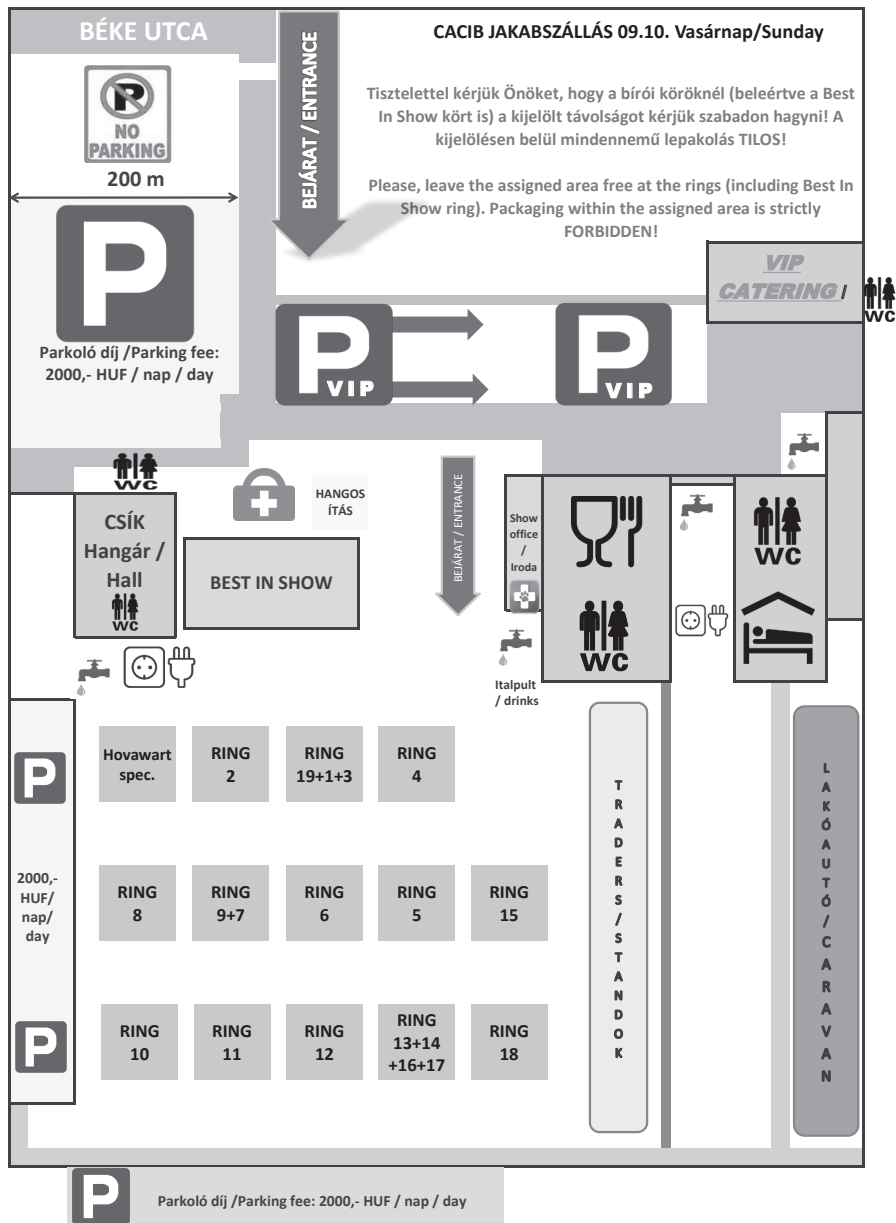 BÉKE UTCA
CACIB JAKABSZÁLLÁS 09.10. Vasárnap/Sunday
BEJÁRAT / ENTRANCE
Tisztelettel kérjük Önöket, hogy a bírói köröknél (beleértve a Best
In Show kört is) a kijelölt távolságot kérjük szabadon hagyni! A
kijelölésen belül mindennemű lepakolás TILOS!
Please, leave the assigned area free at the rings (including Best In
Show ring). Packaging within the assigned area is strictly
FORBIDDEN!
P
NO
PARKING
200 m
P
Parkoló díj /Parking fee:
2000,- HUF / nap / day
P
VIP
P
VIP
VIP
CATERING /
WC
WC
CSÍK
Hangár /
Hall
WC
HANGOS
ÍTÁS
BEST IN SHOW
BEJÁRAT / ENTRANCE
Show
office
/
Iroda
WC
WC
Italpult
/ drinks
P
2000,-
HUF/
nap/
day
P
Hovawart
spec.
RING
2
RING
19+1+3
RING
4
RING
8
RING
9+7
RING
6
RING
5
RING
15
RING
10
RING
11
RING
12
RING
13+14
+16+17
RING
18
TRADERS/STANDOK
LAKÓAUTÓ/CARAVAN
P
Parkoló díj /Parking fee: 2000,- HUF / nap / day